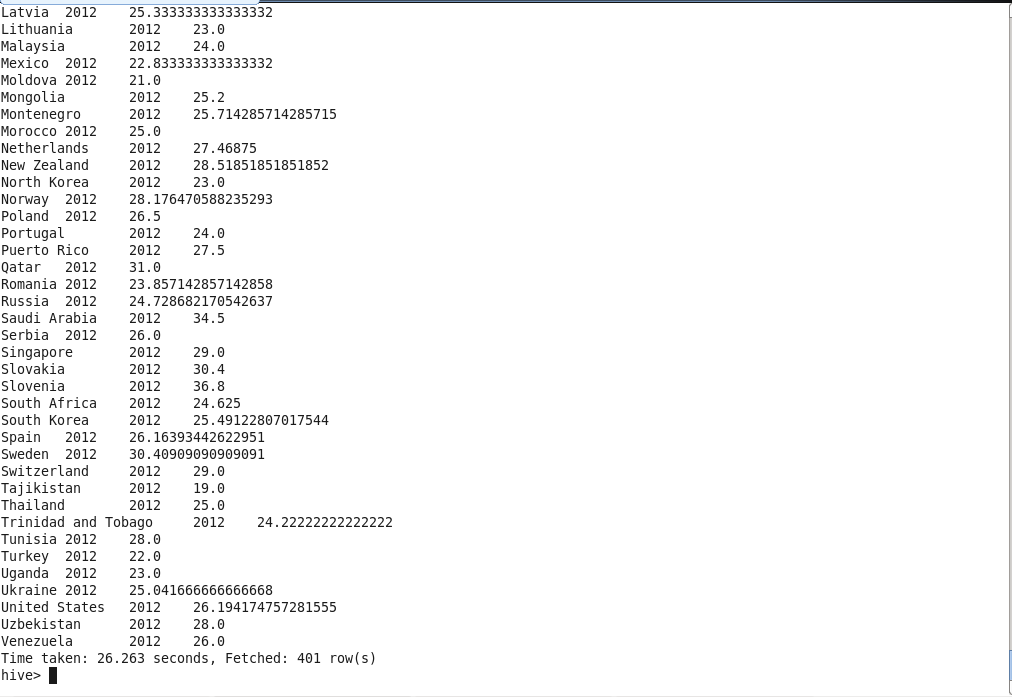 Latvia  2012    25.333333333333332
Lithuania       2012    23.0
Malaysia        2012    24.0
Mexico  2012    22.833333333333332
Moldova 2012    21.0
Mongolia        2012    25.2
Montenegro      2012    25.714285714285715
Morocco 2012    25.0
Netherlands     2012    27.46875
New Zealand     2012    28.51851851851852
North Korea     2012    23.0
Norway  2012    28.176470588235293
Poland  2012    26.5
Portugal        2012    24.0
Puerto Rico     2012    27.5
Qatar   2012    31.0
Romania 2012    23.857142857142858
Russia  2012    24.728682170542637
Saudi Arabia    2012    34.5
Serbia  2012    26.0
Singapore       2012    29.0
Slovakia        2012    30.4
Slovenia        2012    36.8
South Africa    2012    24.625
South Korea     2012    25.49122807017544
Spain   2012    26.16393442622951
Sweden  2012    30.40909090909091
Switzerland     2012    29.0
Tajikistan      2012    19.0
Thailand        2012    25.0
Trinidad and Tobago     2012    24.22222222222222
Tunisia 2012    28.0
Turkey  2012    22.0
Uganda  2012    23.0
Ukraine 2012    25.041666666666668
United States   2012    26.194174757281555
Uzbekistan      2012    28.0
Venezuela       2012    26.0
Time taken: 26.263 seconds, Fetched: 401 row(s)
hive>